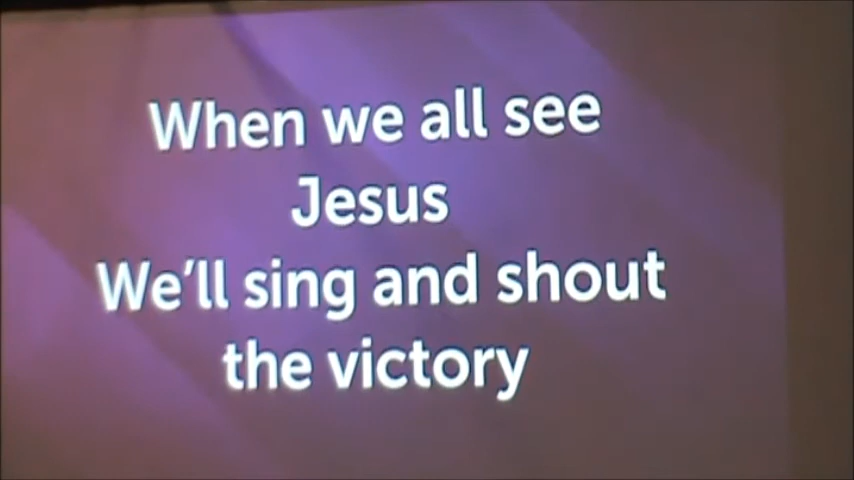 When we all see
Jesus
We'll sing and shout
the victory